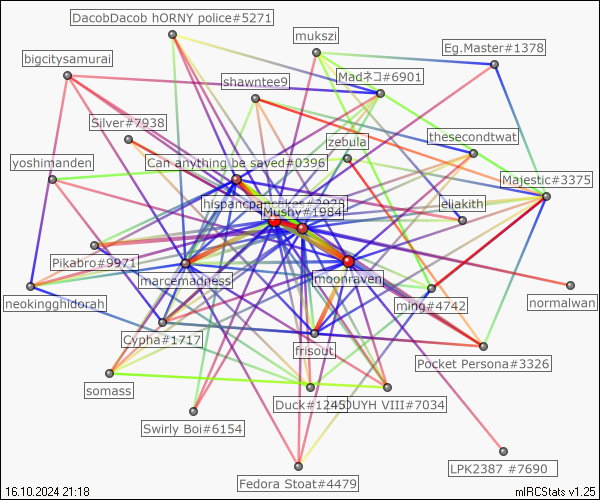 DacobDacob hORNY police#5271
mukszi
Eg.Master#1378
bigcitysamurai
Madネコ#6901
shawntee9
Silver#7938
thesecondtwat
zebula
yoshimanden
Can anything be saved#0396
Majestic#3375
hispancpancakes#2928
eliakith
Mushy#1984
Pikabro#9971
marcemadness
moonraven
neokingghidorah
ming#4742
normalwan
Cypha#1717
frisout
Pocket Persona#3326
somass
Duck#1245
VIII#7034
Swirly Boi#6154
Fedora Stoat#4479
LPK2387 #7690
16.10.2024 21:18
mIRCStats v1.25